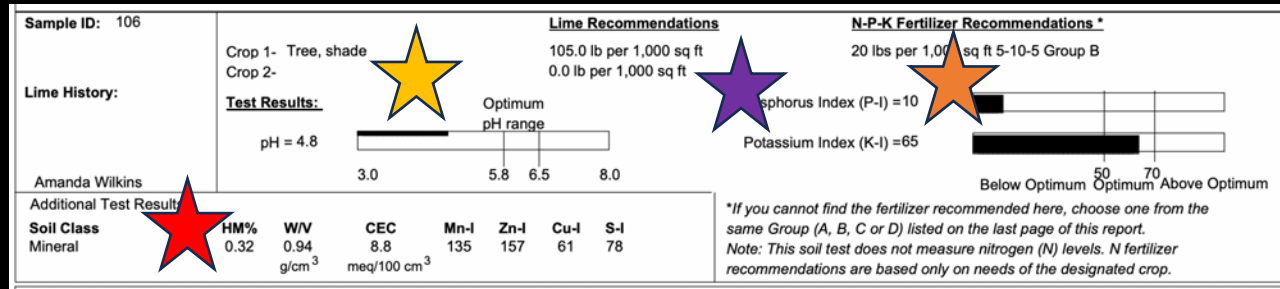 Sample ID: 106
Lime Recommendations
N-P-K Fertilizer Recommendations *
Crop 1- Tree, shade
105.0 lb per 1,000 sq ft
20 lbs per 1,00 sq ft 5-10-5 Group B
Crop 2-
0.0 lb per 1,000 sq ft
Lime History:
Test Results:
Optimum
pH range
sphorus Index (P-I) =10
pH = 4.8
Potassium Index (K-I) =65
3.0 5.8 6.5 8.0
50 70
Below Optimum Optimum Above Optimum
Amanda Wilkins
Additional Test Results
Soil Class HM% W/V CEC Mn-I Zn-I Cu-I S-I
Mineral 0.32 0.94 8.8 135 157 61 78
g/cm3 meq/100 cm3
*If you cannot find the fertilizer recommended here, choose one from the
same Group (A, B, C or D) listed on the last page of this report.
Note: This soil test does not measure nitrogen (N) levels. N fertilizer
recommendations are based only on needs of the designated crop.